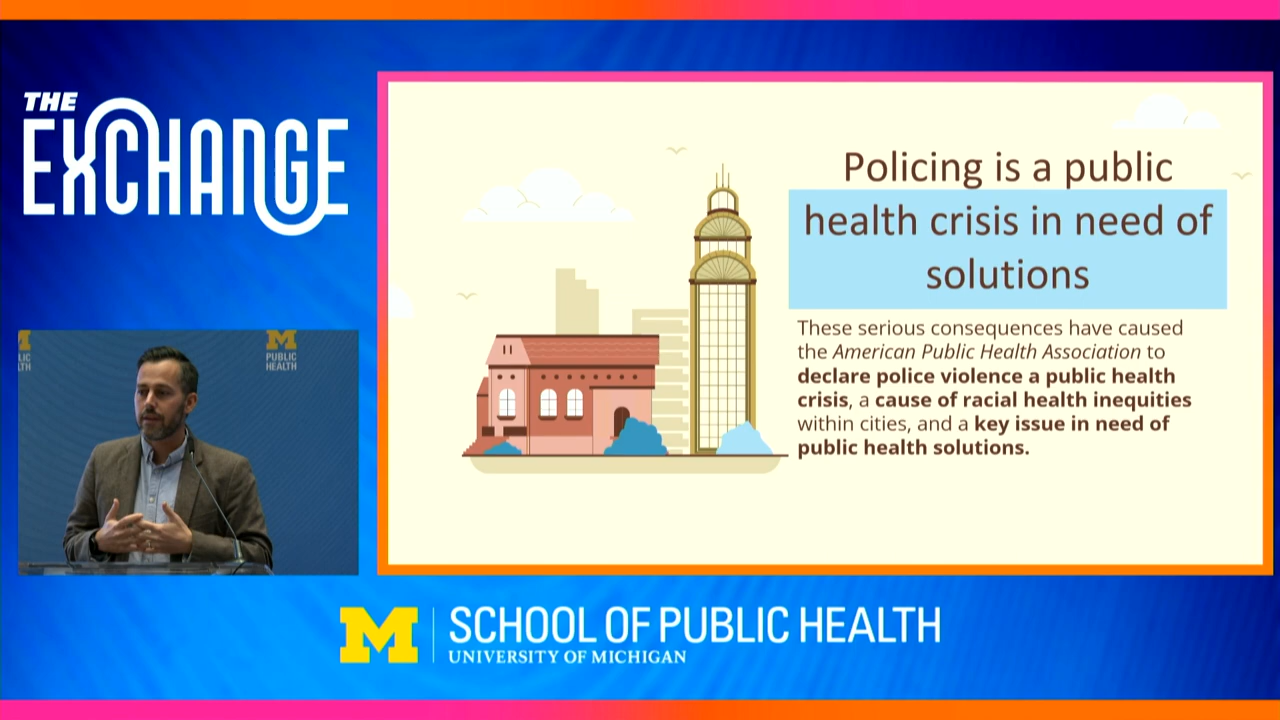 THE
EXCHANGE
Policing is a public
health crisis in need of
solutions
These serious consequences have caused
the American Public Health Association to
declare police violence a public health
crisis, a cause of racial health inequities
within cities, and a key issue in need of
public health solutions.
M
LIC
LTH
M
PUBLIC
HEALTH
M
SCHOOL OF PUBLIC HEALTH
UNIVERSITY OF MICHIGAN